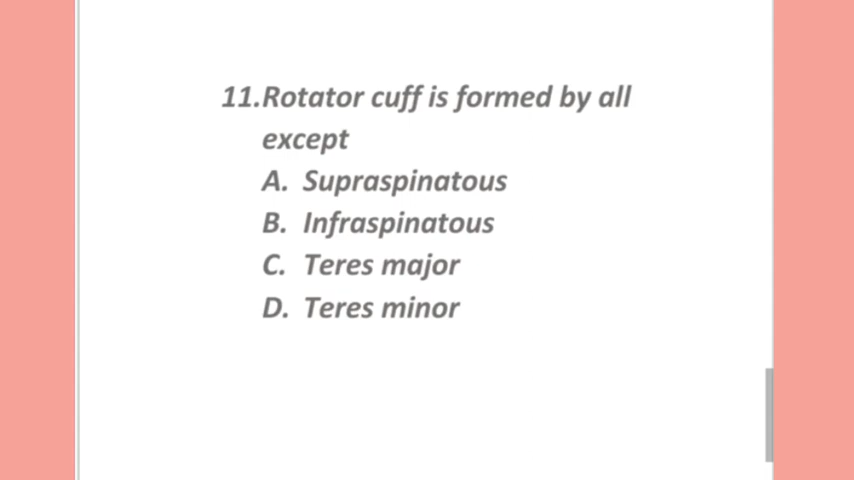 11.Rotator cuff is formed by all
except
A. Supraspinatous
B. Infraspinatous
C. Teres major
D. Teres minor